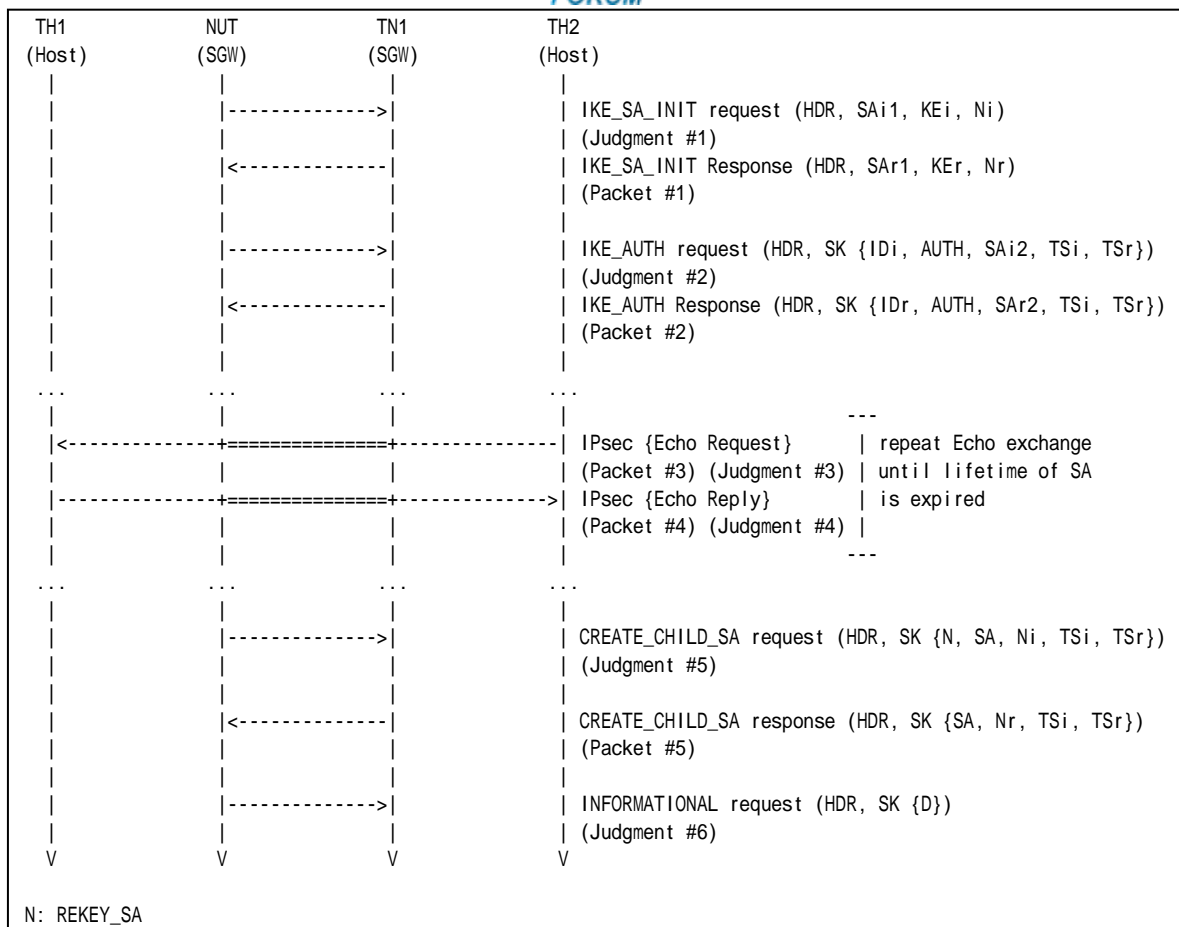 FORUM
TH1 NUT TN1 TH2
(Host) (SGW) (SGW) (Host)
| | | |
| |-------------->| | IKE_SA_INIT request (HDR, SAi1, KEi, Ni)
| | | | (Judgment #1)
| |<--------------| | IKE_SA_INIT Response (HDR, SAr1, KEr, Nr)
| | | | (Packet #1)
| | | |
| |-------------->| | IKE_AUTH request (HDR, SK {IDi, AUTH, SAi2, TSi, TSr})
| | | | (Judgment #2)
| |<--------------| | IKE_AUTH Response (HDR, SK {IDr, AUTH, SAr2, TSi, TSr})
| | | | (Packet #2)
| | | |
... ... ... ...
| | | | ---
|<--------------+===============+---------------| IPsec {Echo Request} | repeat Echo exchange
| | | | (Packet #3) (Judgment #3) | until lifetime of SA
|---------------+===============+-------------->| IPsec {Echo Reply} | is expired
| | | | (Packet #4) (Judgment #4) |
| | | | ---
... ... ... ...
| | | |
| |-------------->| | CREATE_CHILD_SA request (HDR, SK {N, SA, Ni, TSi, TSr})
| | | | (Judgment #5)
| | | |
| |<--------------| | CREATE_CHILD_SA response (HDR, SK {SA, Nr, TSi, TSr})
| | | | (Packet #5)
| | | |
| |-------------->| | INFORMATIONAL request (HDR, SK {D})
| | | | (Judgment #6)
V V V V
N: REKEY_SA